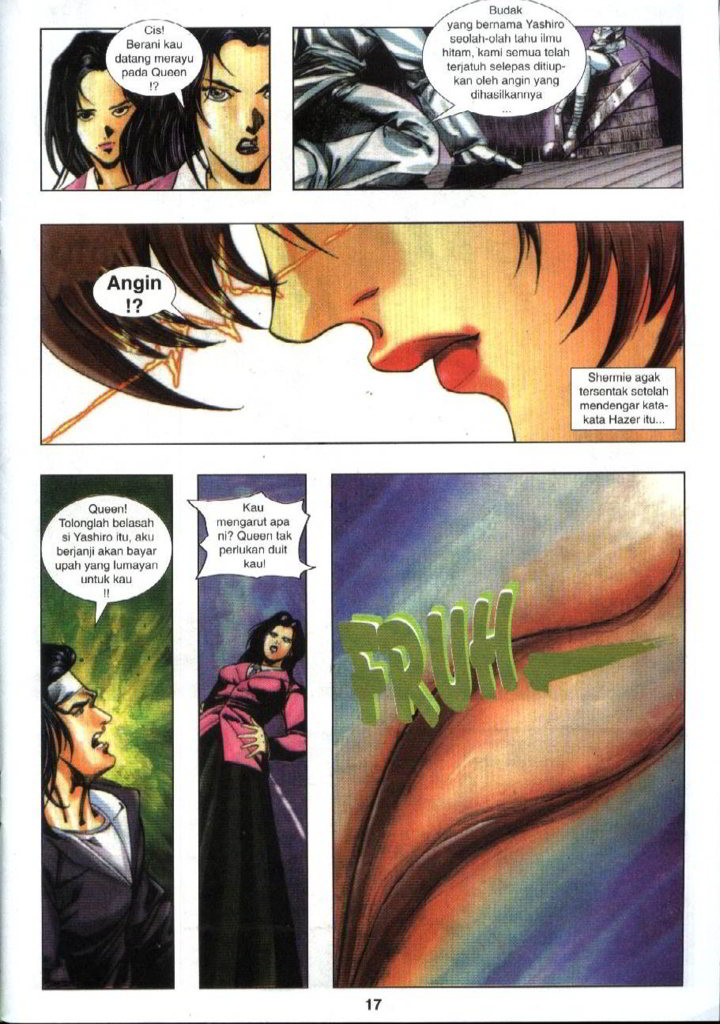 Cis!
Berani kau
datang merayu
pada Queen
!?
Budak
yang bernama Yashiro
seolah-olah tahu ilmu
hitam, kami semua telah
terjatuh selepas ditiup-
kan oleh angin yang
dihasilkannya
...
Angin
!?
Shermie agak
tersentak setelah
mendengar kata-
kata Hazer itu...
Queen!
Tolonglah belasah
si Yashiro itu, aku
berjanji akan bayar
upah yang lumayan
untuk kau
!!
Kau
mengarut apa
ni? Queen tak
perlukan duit
kau!
FRUH
17